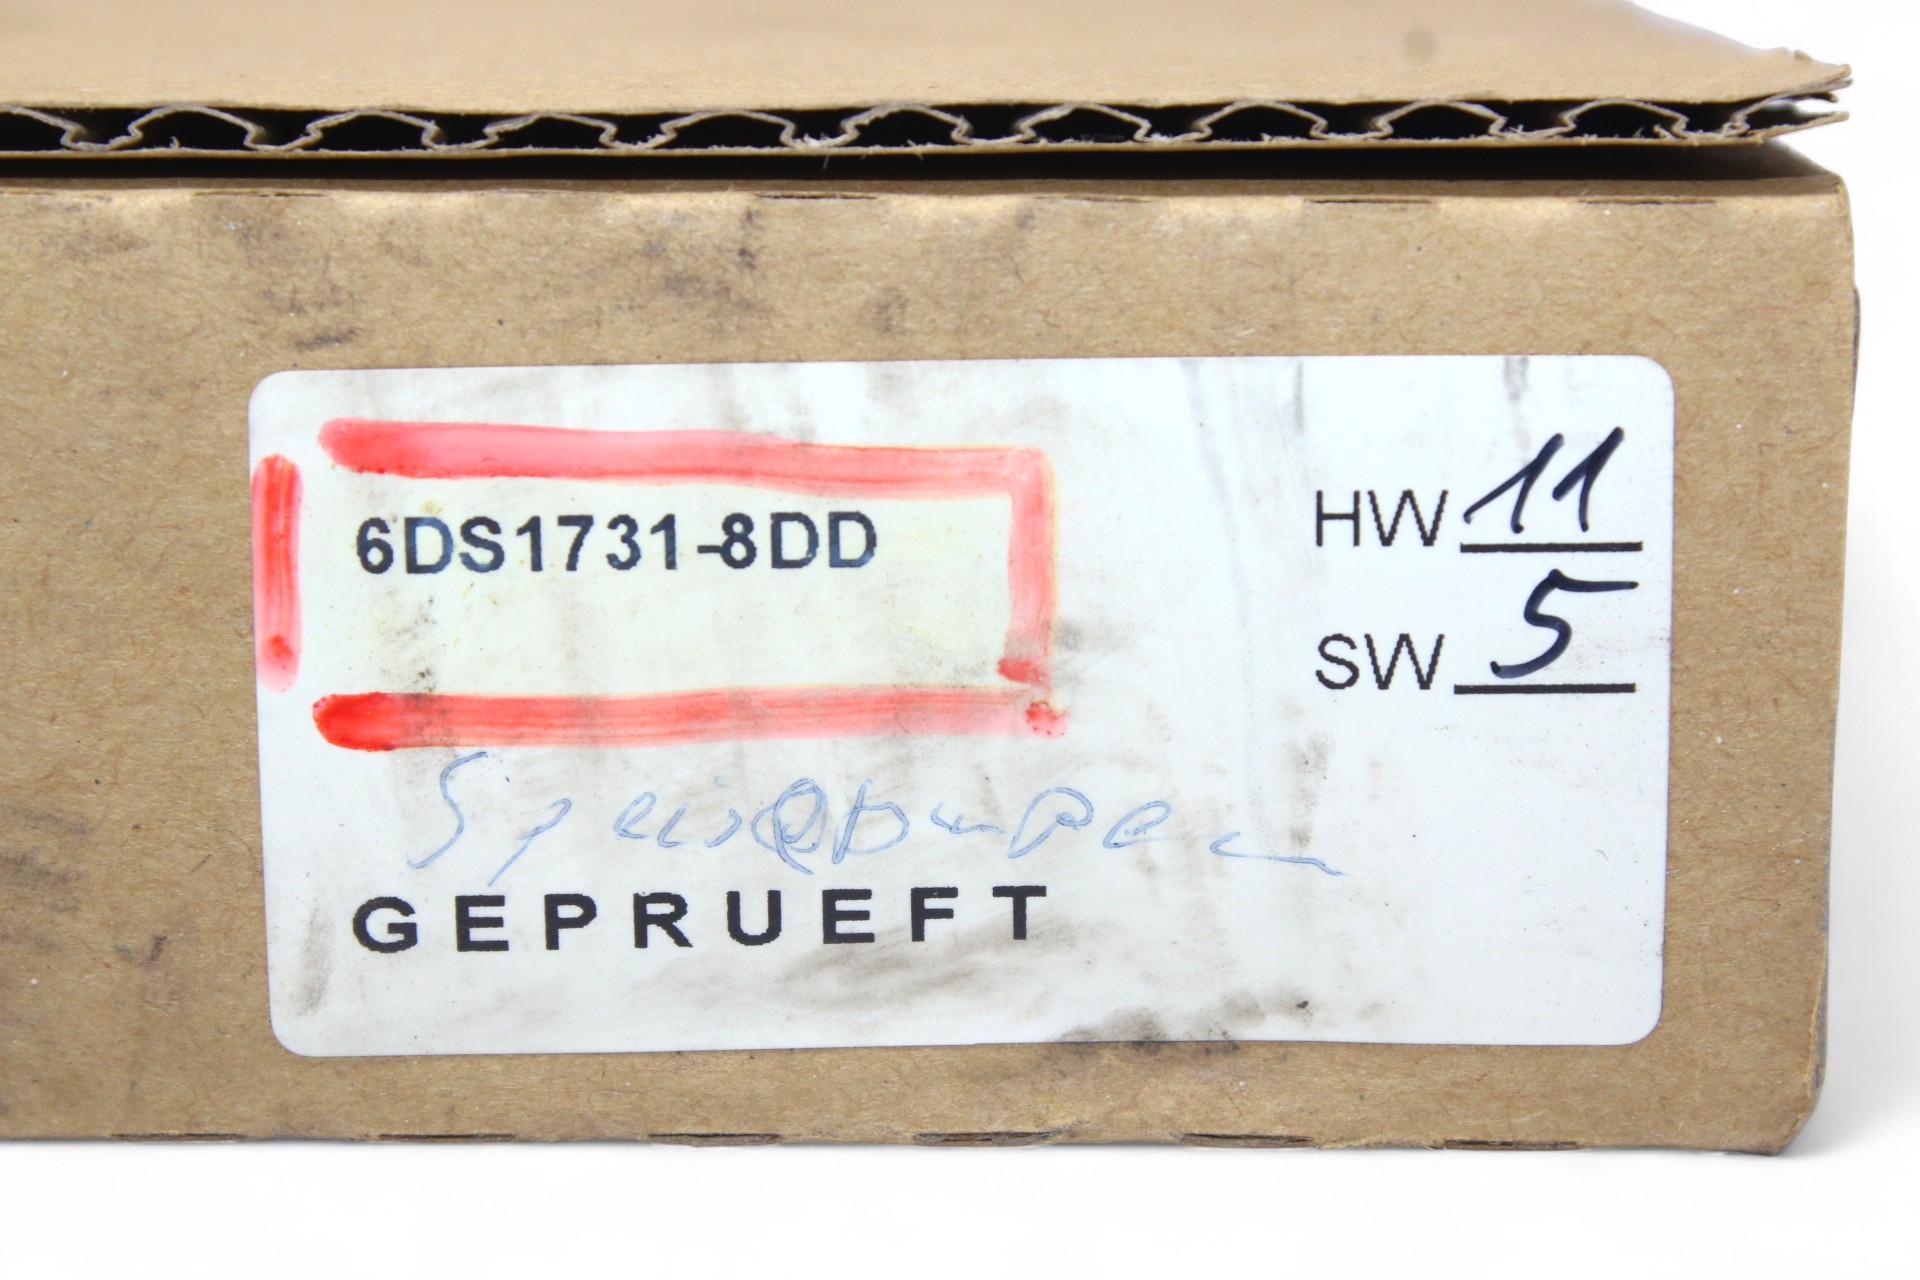 6DS1731-8DD
HW 11
SW 5
GEPRUEFT